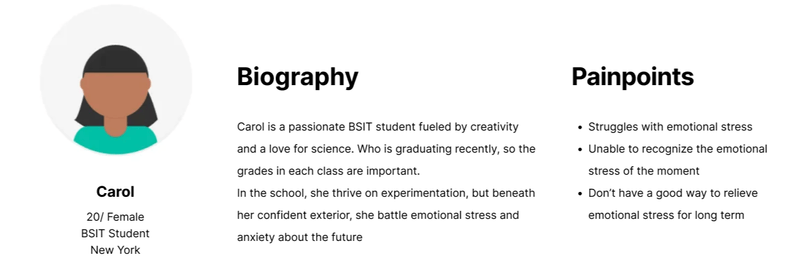 Carol
20/ Female
BSIT Student
New York
Biography
Carol is a passionate BSIT student fueled by creativity
and a love for science. Who is graduating recently, so the
grades in each class are important.
In the school, she thrive on experimentation, but beneath
her confident exterior, she battle emotional stress and
anxiety about the future
Painpoints
• Struggles with emotional stress
• Unable to recognize the emotional
stress of the moment
• Don’t have a good way to relieve
emotional stress for long term